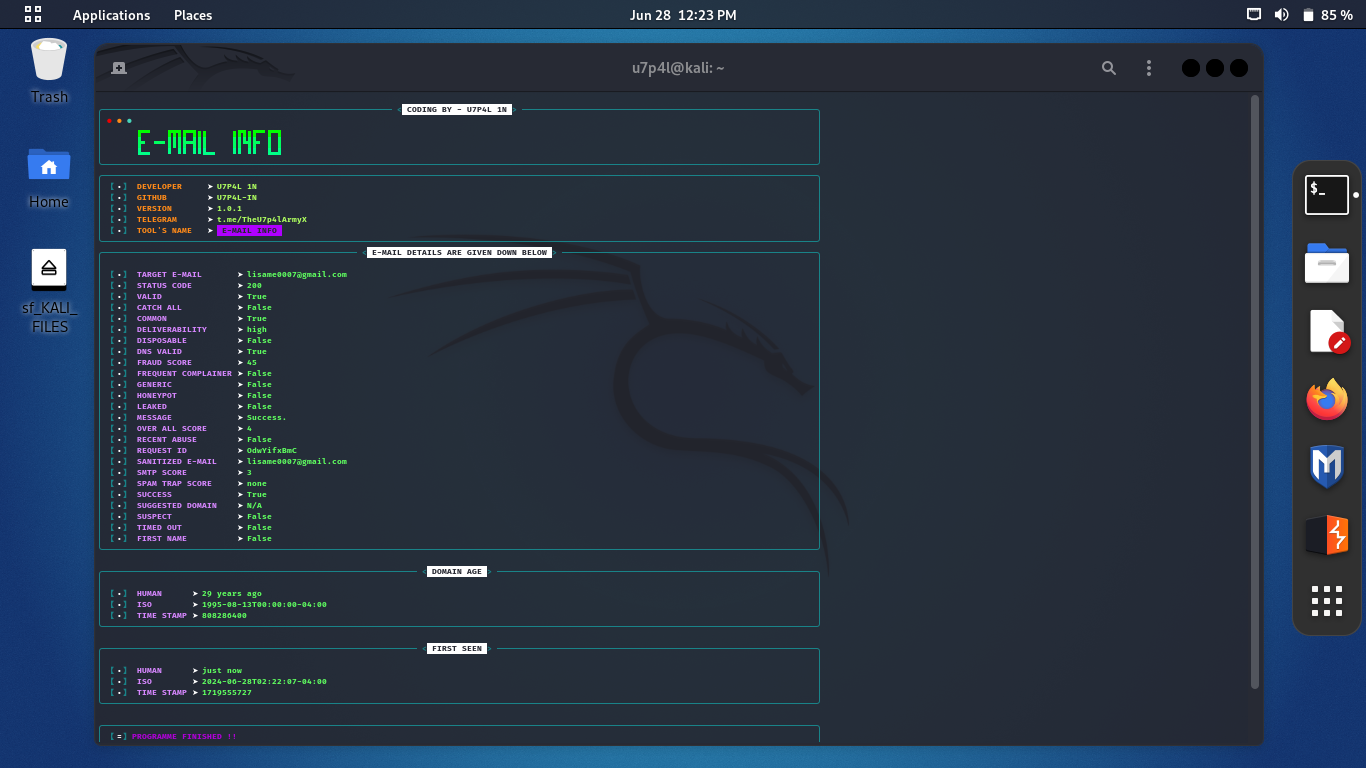 Applications Places Jun 28 12:23 PM 85 %
Trash
Home
sf_KALI_
FILES
u7p4l@kali: ~
CODING BY - U7P4L 1N
E-MAIL INFO
[•] DEVELOPER ➤ U7P4L 1N
[•] GITHUB ➤ U7P4L-IN
[•] VERSION ➤ 1.0.1
[•] TELEGRAM ➤ t.me/TheU7p4lArmyX
[•] TOOL'S NAME ➤ E-MAIL INFO
E-MAIL DETAILS ARE GIVEN DOWN BELOW
[•] TARGET E-MAIL ➤ lisame0007@gmail.com
[•] STATUS CODE ➤ 200
[•] VALID ➤ True
[•] CATCH ALL ➤ False
[•] COMMON ➤ True
[•] DELIVERABILITY ➤ high
[•] DISPOSABLE ➤ False
[•] DNS VALID ➤ True
[•] FRAUD SCORE ➤ 45
[•] FREQUENT COMPLAINER ➤ False
[•] GENERIC ➤ False
[•] HONEYPOT ➤ False
[•] LEAKED ➤ False
[•] MESSAGE ➤ Success.
[•] OVER ALL SCORE ➤ 4
[•] RECENT ABUSE ➤ False
[•] REQUEST ID ➤ OdwYifxBmC
[•] SANITIZED E-MAIL ➤ lisame0007@gmail.com
[•] SMTP SCORE ➤ 3
[•] SPAM TRAP SCORE ➤ none
[•] SUCCESS ➤ True
[•] SUGGESTED DOMAIN ➤ N/A
[•] SUSPECT ➤ False
[•] TIMED OUT ➤ False
[•] FIRST NAME ➤ False
DOMAIN AGE
[•] HUMAN ➤ 29 years ago
[•] ISO ➤ 1995-08-13T00:00:00-04:00
[•] TIME STAMP ➤ 808286400
FIRST SEEN
[•] HUMAN ➤ just now
[•] ISO ➤ 2024-06-28T02:22:07-04:00
[•] TIME STAMP ➤ 1719555727
[=] PROGRAMME FINISHED !!
$_